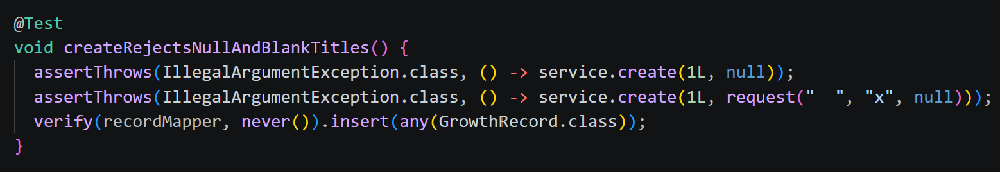 @Test
void createRejectsNullAndBlankTitles() {
  assertThrows(IllegalArgumentException.class, () -> service.create(1L, null));
  assertThrows(IllegalArgumentException.class, () -> service.create(1L, request("  ", "x", null)));
  verify(recordMapper, never()).insert(any(GrowthRecord.class));
}